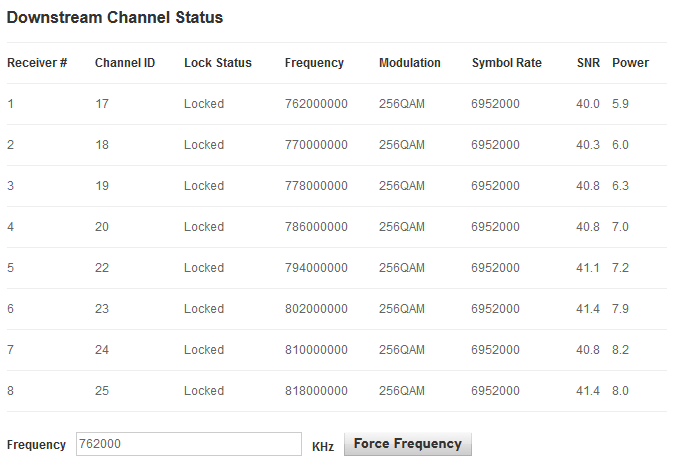 Downstream Channel Status
Receiver # Channel ID Lock Status Frequency Modulation Symbol Rate SNR Power
1 17 Locked 762000000 256QAM 6952000 40.0 5.9
2 18 Locked 770000000 256QAM 6952000 40.3 6.0
3 19 Locked 778000000 256QAM 6952000 40.8 6.3
4 20 Locked 786000000 256QAM 6952000 40.8 7.0
5 22 Locked 794000000 256QAM 6952000 41.1 7.2
6 23 Locked 802000000 256QAM 6952000 41.4 7.9
7 24 Locked 810000000 256QAM 6952000 40.8 8.2
8 25 Locked 818000000 256QAM 6952000 41.4 8.0
Frequency 762000 KHz Force Frequency